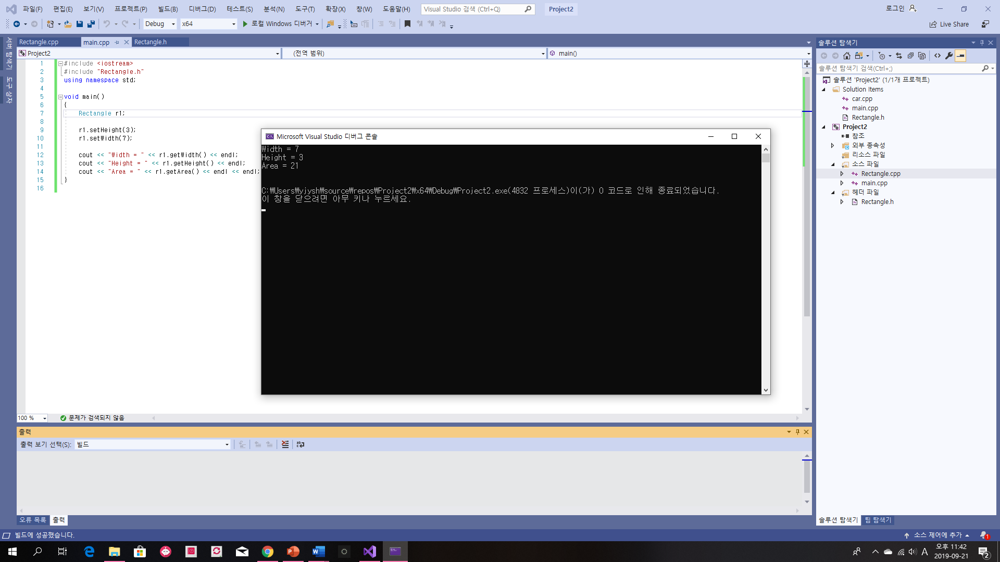 파일(F) 편집(E) 보기(V) 프로젝트(P) 빌드(B) 디버그(D) 테스트(S) 분석(N) 도구(T) 확장(X) 창(W) 도움말(H) Visual Studio 검색 (Ctrl+Q) Project2 로그인
Debug x64 로컬 Windows 디버거 Live Share
서버 탐색기
도구 상자
Rectangle.cpp main.cpp Rectangle.h
Project2 (전역 범위) main()
1 #include <iostream>
2 #include "Rectangle.h"
3 using namespace std;
4
5 void main()
6 {
7 Rectangle r1;
8
9 r1.setHeight(3);
10 r1.setWidth(7);
11
12 cout << "Width = " << r1.getWidth() << endl;
13 cout << "Height = " << r1.getHeight() << endl;
14 cout << "Area = " << r1.getArea() << endl << endl;
15 }
16
Microsoft Visual Studio 디버그 콘솔
Width = 7
Height = 3
Area = 21
C:₩Users₩yjysh₩source₩repos₩Project2₩x64₩Debug₩Project2.exe(4832 프로세스)이(가) 0 코드로 인해 종료되었습니다.
이 창을 닫으려면 아무 키나 누르세요.
100 % 문제가 검색되지 않음
출력
출력 보기 선택(S): 빌드
오류 목록 출력
솔루션 탐색기
솔루션 탐색기 검색(Ctrl+;)
솔루션 'Project2' (1/1개 프로젝트)
Solution Items
car.cpp
main.cpp
Rectangle.h
Project2
참조
외부 종속성
리소스 파일
소스 파일
Rectangle.cpp
main.cpp
헤더 파일
Rectangle.h
솔루션 탐색기 팀 탐색기
빌드에 성공했습니다. 소스 제어에 추가 1
A 오후 11:42
2019-09-21 2